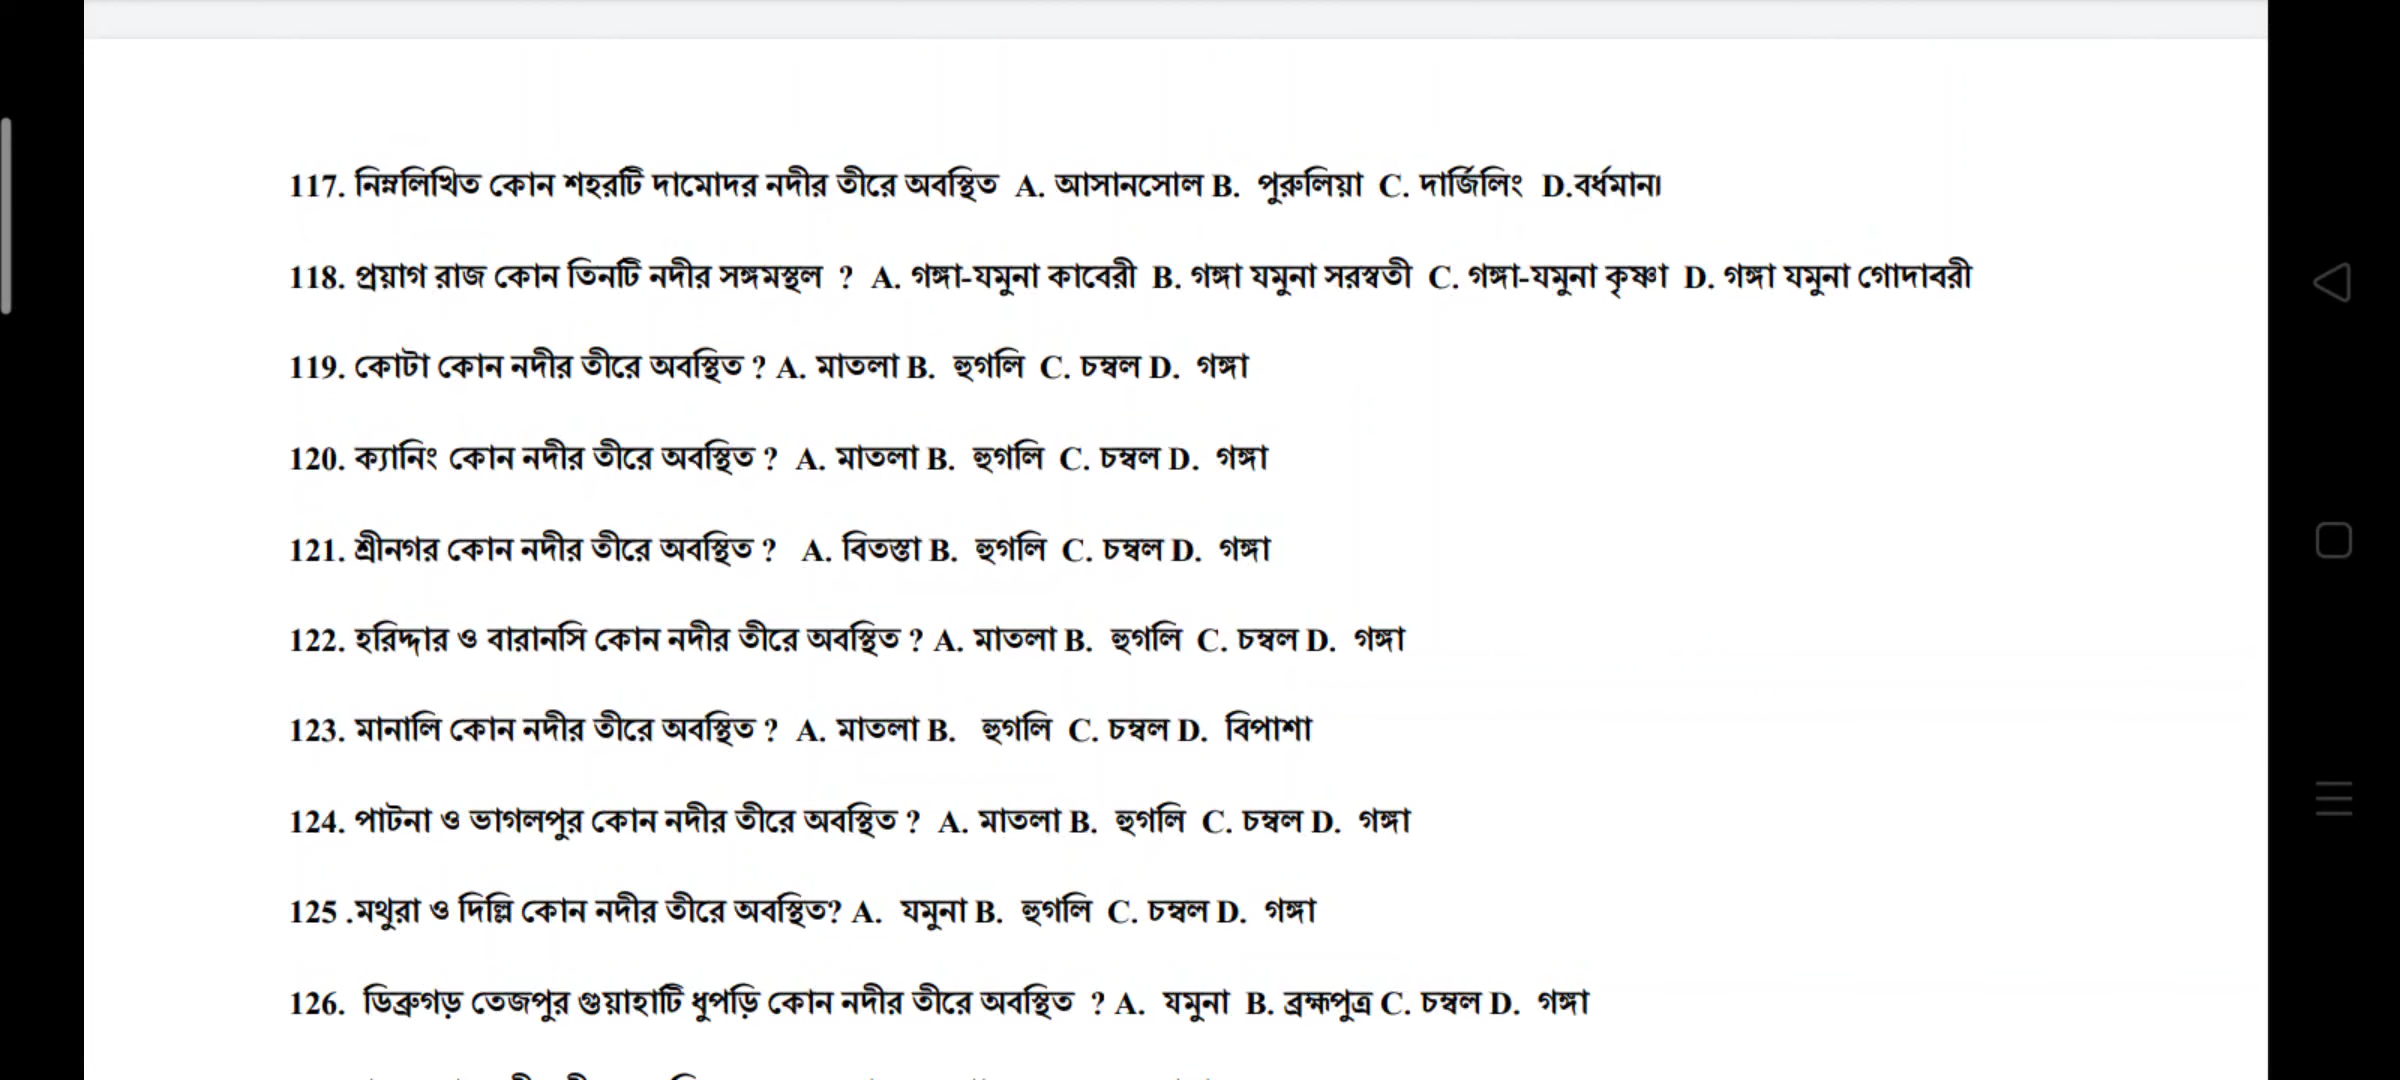 117. নিম্নলিখিত কোন শহরটি দামোদর নদীর তীরে অবস্থিত A. আসানসোল B. পুরুলিয়া C. দার্জিলিং D.বর্ধমান৷
118. প্রয়াগ রাজ কোন তিনটি নদীর সঙ্গমস্থল ? A. গঙ্গা-যমুনা কাবেরী B. গঙ্গা যমুনা সরস্বতী C. গঙ্গা-যমুনা কৃষ্ণা D. গঙ্গা যমুনা গোদাবরী
119. কোটা কোন নদীর তীরে অবস্থিত ? A. মাতলা B. হুগলি C. চম্বল D. গঙ্গা
120. ক্যানিং কোন নদীর তীরে অবস্থিত ? A. মাতলা B. হুগলি C. চম্বল D. গঙ্গা
121. শ্রীনগর কোন নদীর তীরে অবস্থিত ? A. বিতস্তা B. হুগলি C. চম্বল D. গঙ্গা
122. হরিদ্দার ও বারানসি কোন নদীর তীরে অবস্থিত ? A. মাতলা B. হুগলি C. চম্বল D. গঙ্গা
123. মানালি কোন নদীর তীরে অবস্থিত ? A. মাতলা B. হুগলি C. চম্বল D. বিপাশা
124. পাটনা ও ভাগলপুর কোন নদীর তীরে অবস্থিত ? A. মাতলা B. হুগলি C. চম্বল D. গঙ্গা
125 .মথুরা ও দিল্লি কোন নদীর তীরে অবস্থিত? A. যমুনা B. হুগলি C. চম্বল D. গঙ্গা
126. ডিব্রুগড় তেজপুর গুয়াহাটি ধুপড়ি কোন নদীর তীরে অবস্থিত ? A. যমুনা B. ব্রহ্মপুত্র C. চম্বল D. গঙ্গা